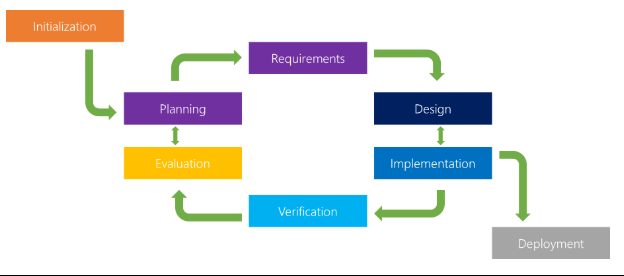 Initialization
Requirements
Planning
Design
Evaluation
Implementation
Verification
Deployment